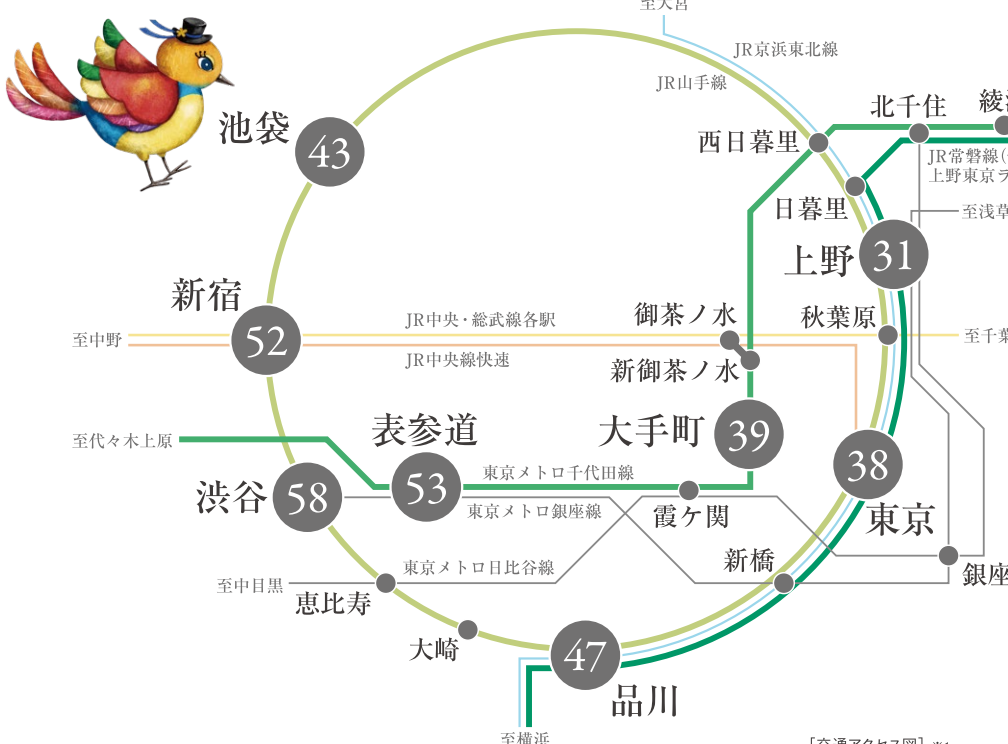 至大宮
JR京浜東北線
JR山手線
北千住
池袋
43
西日暮里
JR常磐線(
上野東京ラ
日暮里
至浅草
上野
31
新宿
52
至中野
JR中央・総武線各駅
御茶ノ水
秋葉原
至千葉
JR中央線快速
新御茶ノ水
至代々木上原
表参道
53
大手町
39
38
東京
東京メトロ千代田線
渋谷
58
東京メトロ銀座線
霞ケ関
新橋
銀座
東京メトロ日比谷線
至中目黒
恵比寿
大崎
47
品川
至横浜